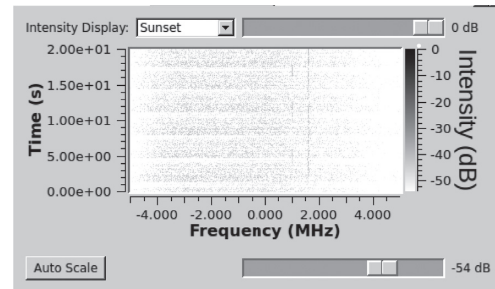 Intensity Display: Sunset 0 dB
2.00e+01
1.50e+01
1.00e+01
5.00e+00
0.00e+00
Time (s)
-4.000 -2.000 0.000 2.000 4.000
Frequency (MHz)
0
-10
-20
-30
-40
-50
Intensity (dB)
Auto Scale -54 dB